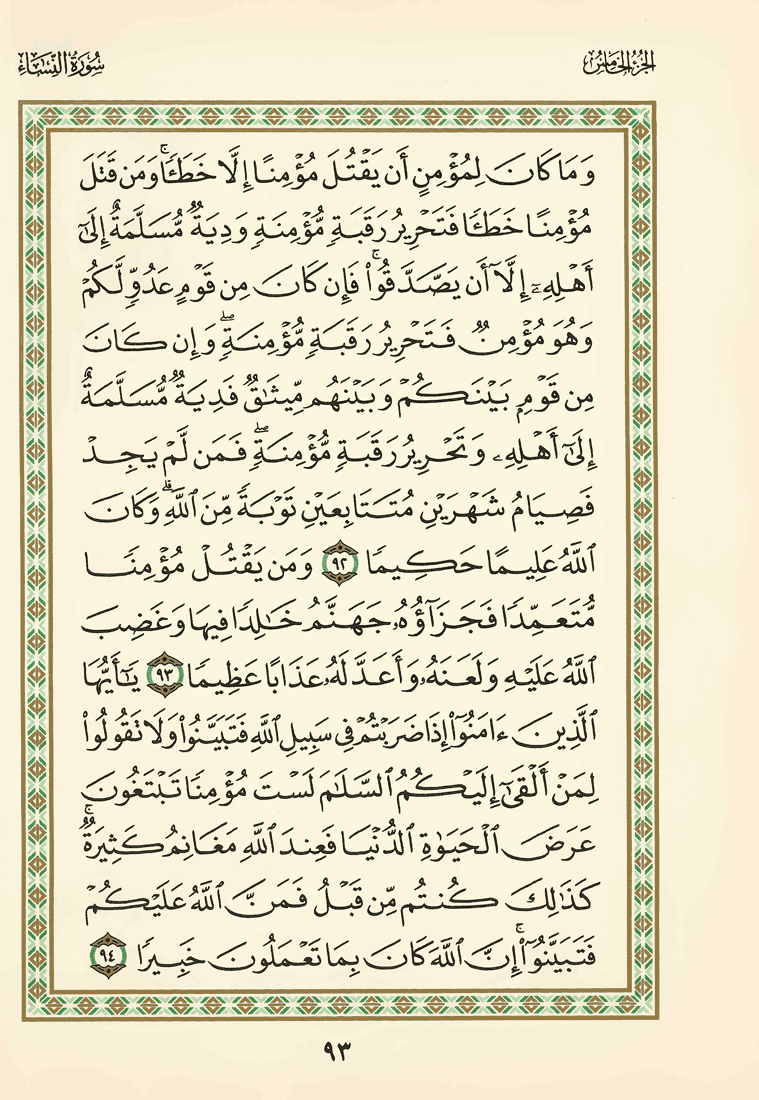 الجزء الخامس
سورة النساء
وَمَا كَانَ لِمُؤْمِنٍ أَن يَقْتُلَ مُؤْمِنًا إِلَّا خَطَـًٔا ۚ وَمَن قَتَلَ
مُؤْمِنًا خَطَـًٔا فَتَحْرِيرُ رَقَبَةٍ مُّؤْمِنَةٍ وَدِيَةٌ مُّسَلَّمَةٌ إِلَىٰٓ
أَهْلِهِۦٓ إِلَّآ أَن يَصَّدَّقُوا۟ ۚ فَإِن كَانَ مِن قَوْمٍ عَدُوٍّ لَّكُمْ
وَهُوَ مُؤْمِنٌ فَتَحْرِيرُ رَقَبَةٍ مُّؤْمِنَةٍ ۖ وَإِن كَانَ
مِن قَوْمٍۭ بَيْنَكُمْ وَبَيْنَهُم مِّيثَـٰقٌ فَدِيَةٌ مُّسَلَّمَةٌ
إِلَىٰٓ أَهْلِهِۦ وَتَحْرِيرُ رَقَبَةٍ مُّؤْمِنَةٍ ۖ فَمَن لَّمْ يَجِدْ
فَصِيَامُ شَهْرَيْنِ مُتَتَابِعَيْنِ تَوْبَةً مِّنَ ٱللَّهِ ۗ وَكَانَ
ٱللَّهُ عَلِيمًا حَكِيمًا ٩٢ وَمَن يَقْتُلْ مُؤْمِنًا
مُّتَعَمِّدًا فَجَزَآؤُهُۥ جَهَنَّمُ خَـٰلِدًا فِيهَا وَغَضِبَ
ٱللَّهُ عَلَيْهِ وَلَعَنَهُۥ وَأَعَدَّ لَهُۥ عَذَابًا عَظِيمًا ٩٣ يَـٰٓأَيُّهَا
ٱلَّذِينَ ءَامَنُوٓا۟ إِذَا ضَرَبْتُمْ فِى سَبِيلِ ٱللَّهِ فَتَبَيَّنُوا۟ وَلَا تَقُولُوا۟
لِمَنْ أَلْقَىٰٓ إِلَيْكُمُ ٱلسَّلَـٰمَ لَسْتَ مُؤْمِنًا تَبْتَغُونَ
عَرَضَ ٱلْحَيَوٰةِ ٱلدُّنْيَا فَعِندَ ٱللَّهِ مَغَانِمُ كَثِيرَةٌ ۚ
كَذَٰلِكَ كُنتُم مِّن قَبْلُ فَمَنَّ ٱللَّهُ عَلَيْكُمْ
فَتَبَيَّنُوٓا۟ ۚ إِنَّ ٱللَّهَ كَانَ بِمَا تَعْمَلُونَ خَبِيرًا ٩٤
٩٣